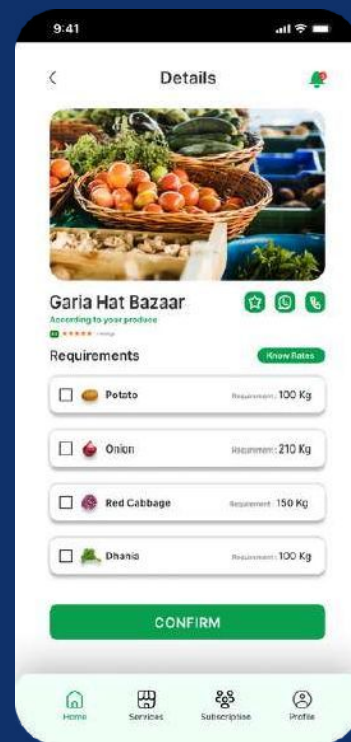 9:41
Details
Garia Hat Bazaar
According to your produce
Requirements
Know Rates
Potato
Requirement: 100 Kg
Onion
Requirement: 210 Kg
Red Cabbage
Requirement: 150 Kg
Dhania
Requirement: 100 Kg
CONFIRM
Home
Services
Subscription
Profile